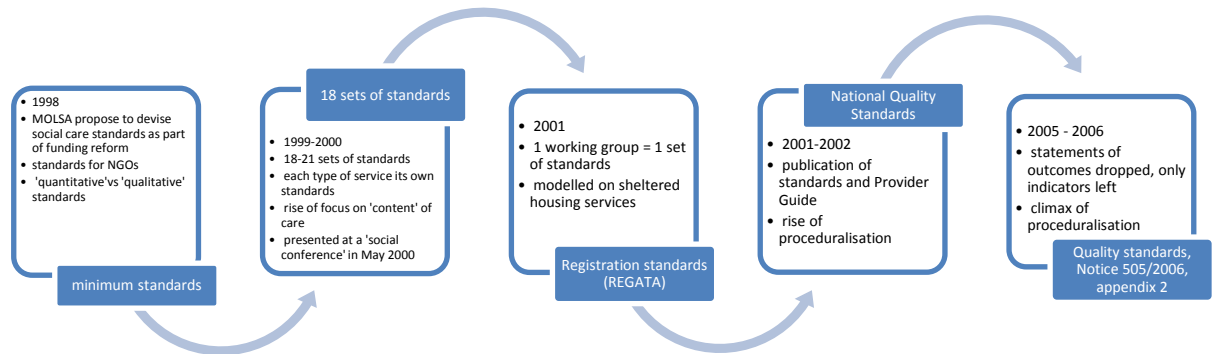 • 1998
• MOLSA propose to devise
social care standards as part
of funding reform
• standards for NGOs
• 'quantitative'vs 'qualitative'
standards
minimum standards
18 sets of standards
• 1999-2000
• 18-21 sets of standards
• each type of service its own
standards
• rise of focus on 'content' of
care
• presented at a 'social
conference' in May 2000
• 2001
• 1 working group = 1 set
of standards
• modelled on sheltered
housing services
Registration standards
(REGATA)
National Quality
Standards
• 2001-2002
• publication of
standards and Provider
Guide
• rise of
proceduralisation
• 2005 - 2006
• statements of
outcomes dropped, only
indicators left
• climax of
proceduralisation
Quality standards,
Notice 505/2006,
appendix 2